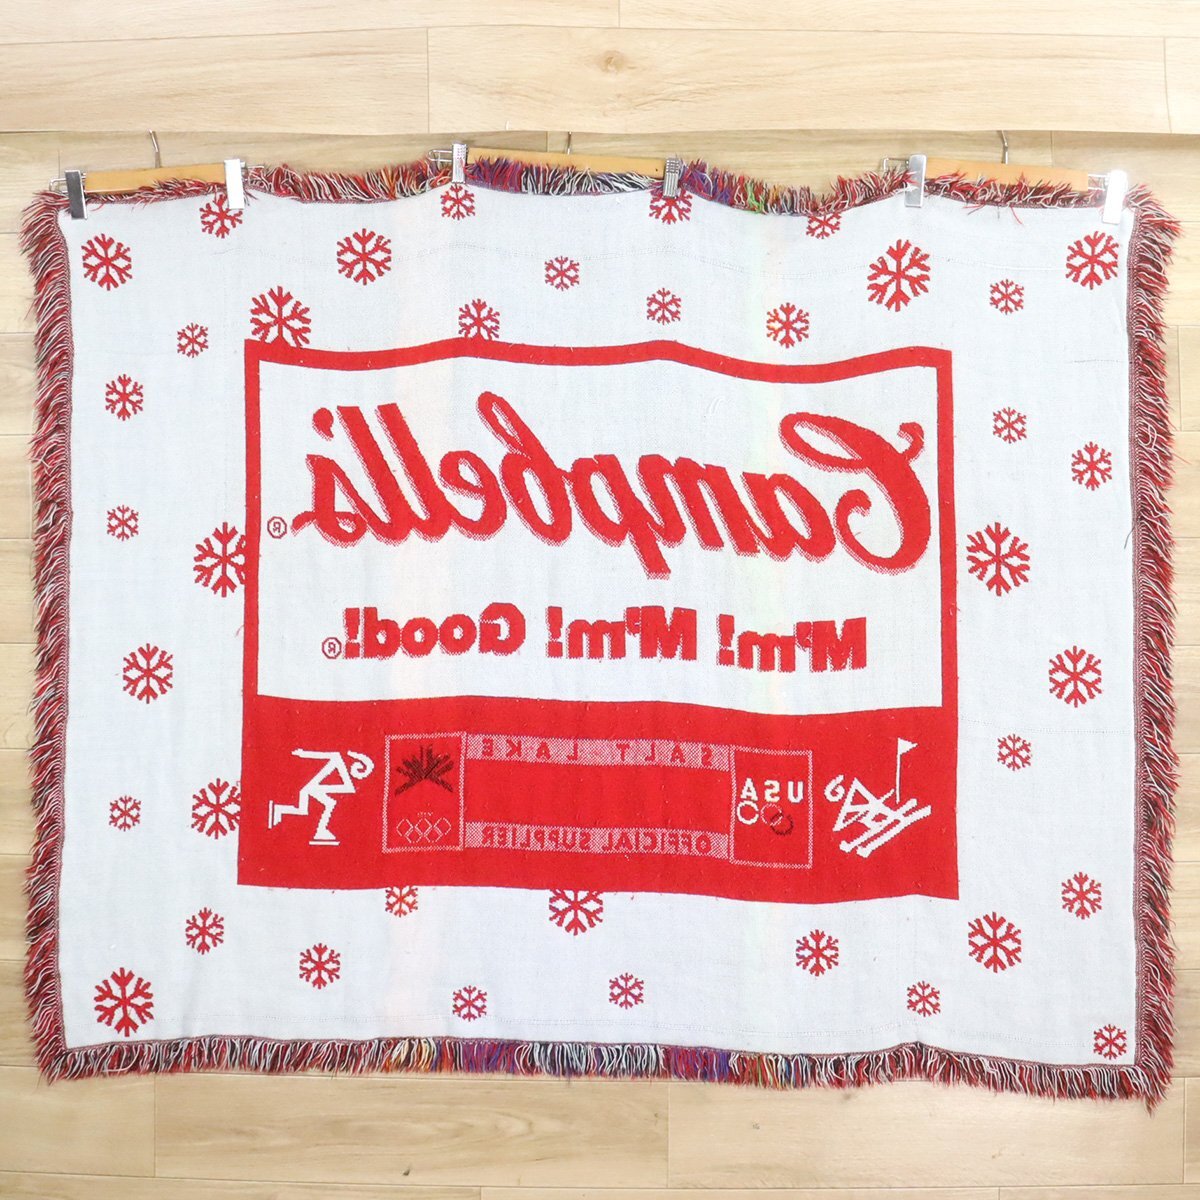 Campbell's®
M'm! M'm! Good!®
SALT LAKE
USA
OFFICIAL SUPPLIER